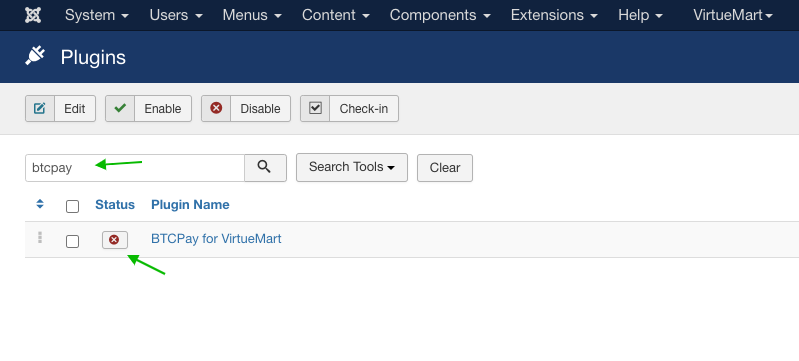 System Users Menus Content Components Extensions Help VirtueMart
Plugins
Edit Enable Disable Check-in
btcpay Search Tools Clear
Status Plugin Name
BTCPay for VirtueMart